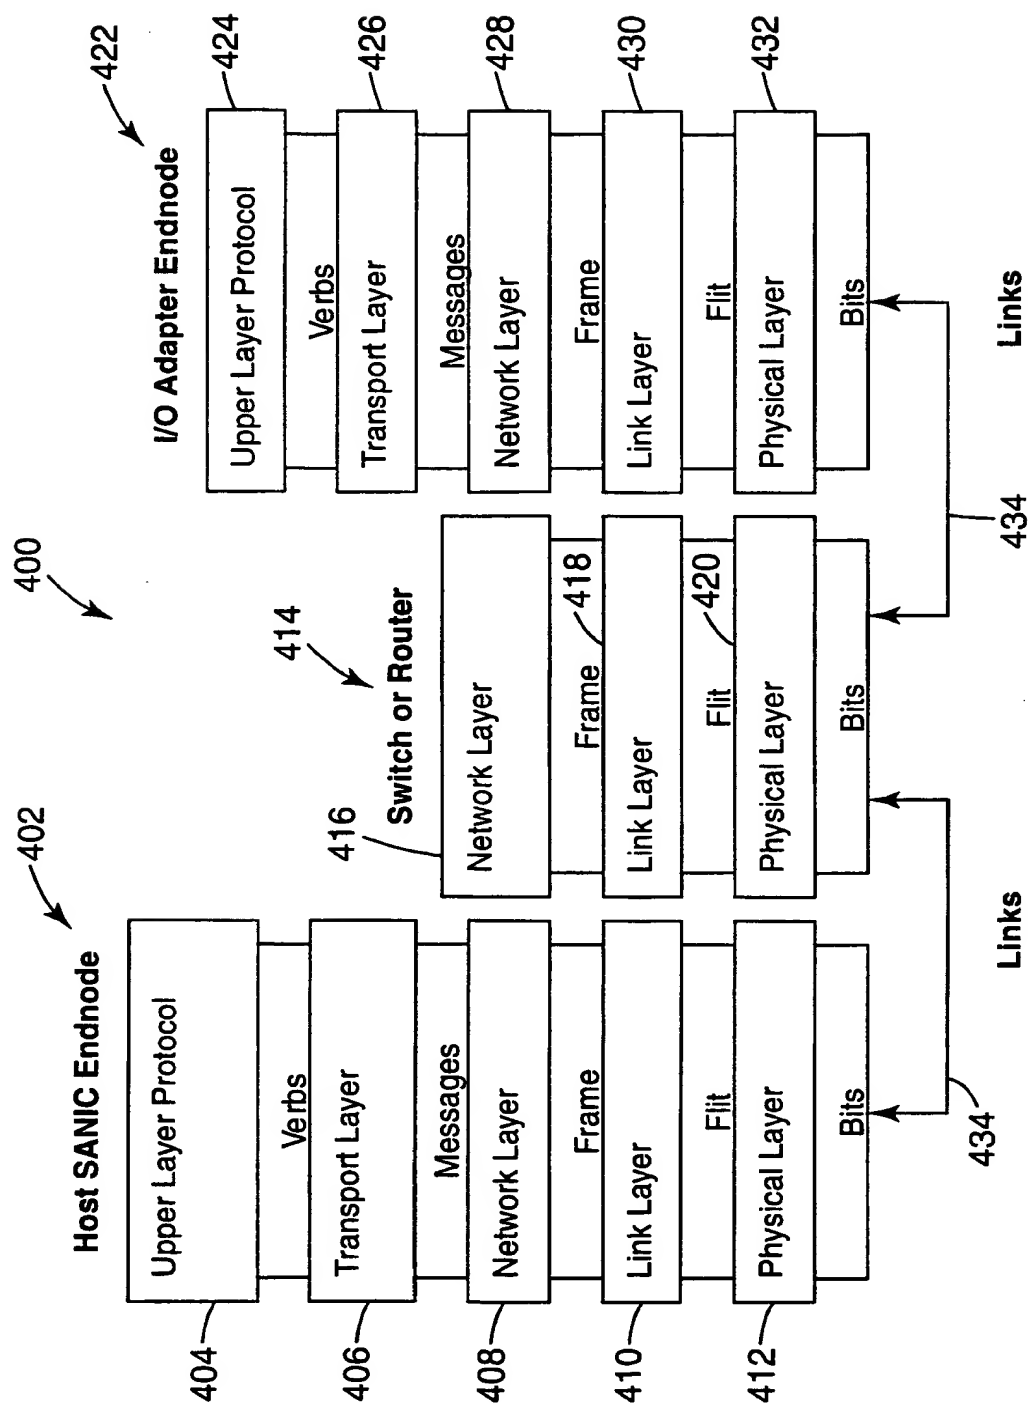 400
402
Host SANIC Endnode
404
Upper Layer Protocol
Verbs
406
Transport Layer
Messages
408
Network Layer
Frame
410
Link Layer
Flit
412
Physical Layer
Bits
414
Switch or Router
416
Network Layer
Frame
418
Link Layer
Flit
420
Physical Layer
Bits
422
I/O Adapter Endnode
424
Upper Layer Protocol
Verbs
426
Transport Layer
Messages
428
Network Layer
Frame
430
Link Layer
Flit
432
Physical Layer
Bits
434
Links
434
Links